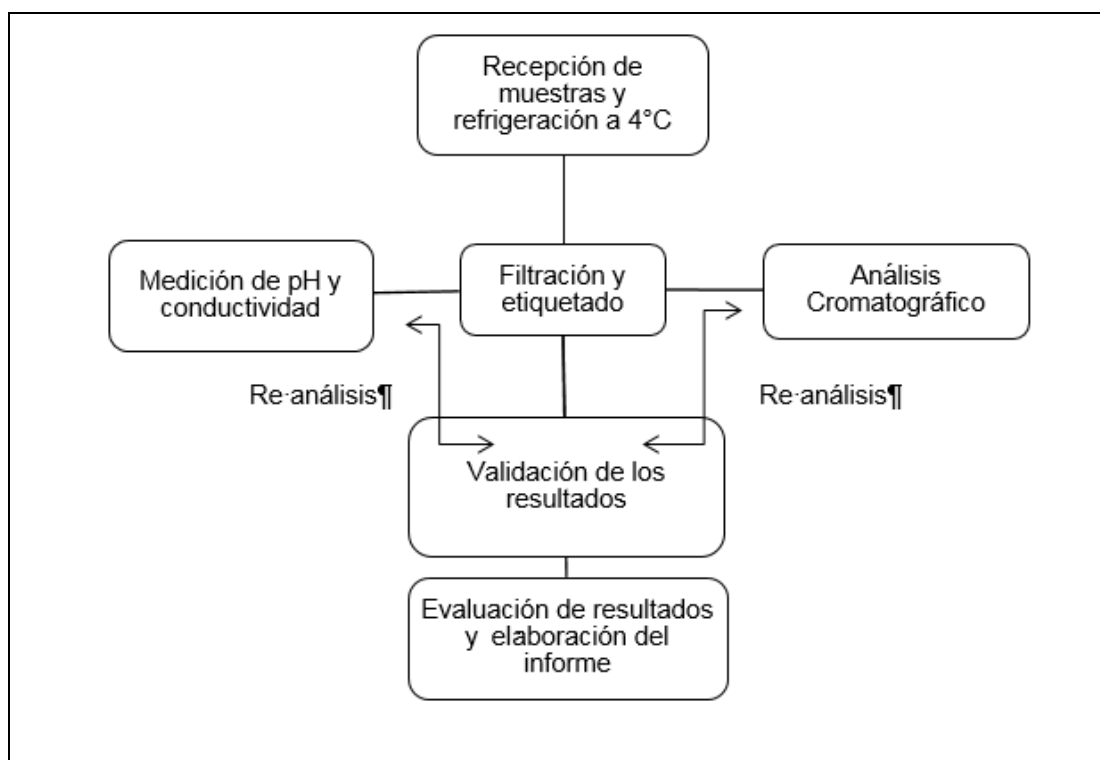 Recepción de
muestras y
refrigeración a 4°C
Medición de pH y
conductividad
Filtración y
etiquetado
Análisis
Cromatográfico
Re·análisis¶
Re·análisis¶
Validación de los
resultados
Evaluación de resultados
y elaboración del
informe